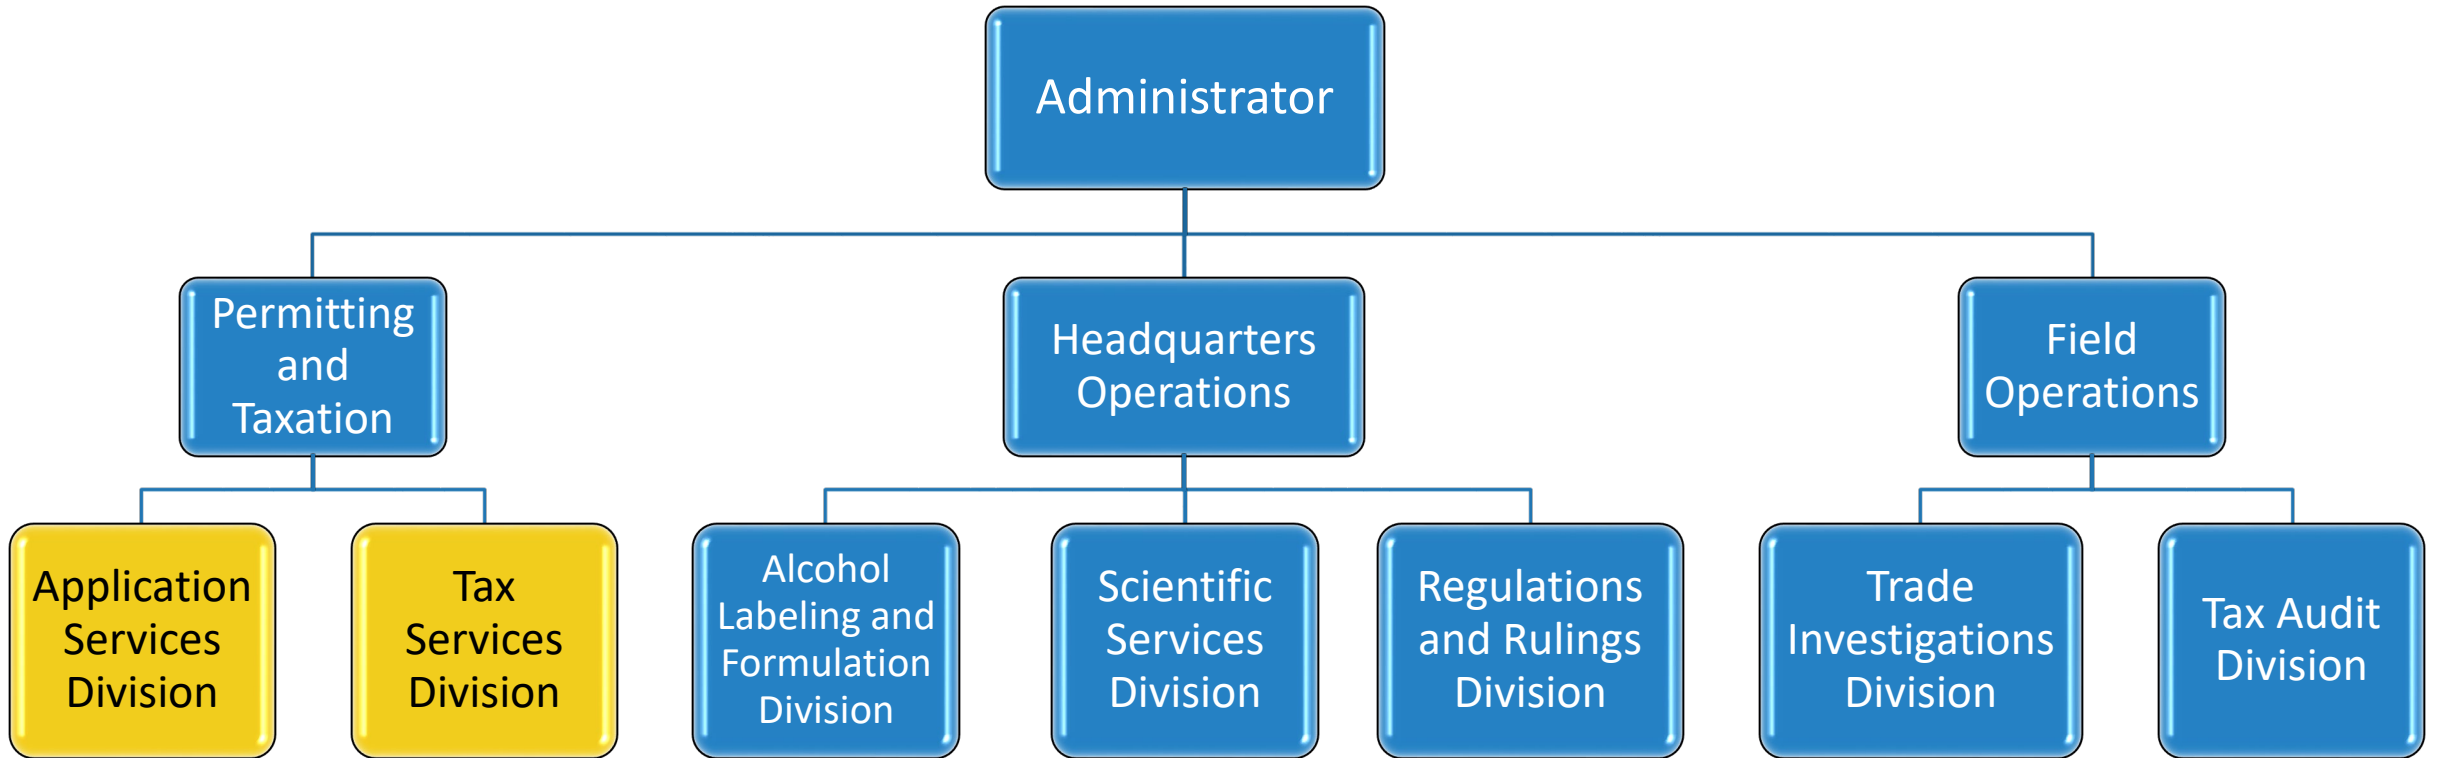 Administrator
Permitting
and
Taxation
Headquarters
Operations
Field
Operations
Application
Services
Division
Tax
Services
Division
Alcohol
Labeling and
Formulation
Division
Scientific
Services
Division
Regulations
and Rulings
Division
Trade
Investigations
Division
Tax Audit
Division